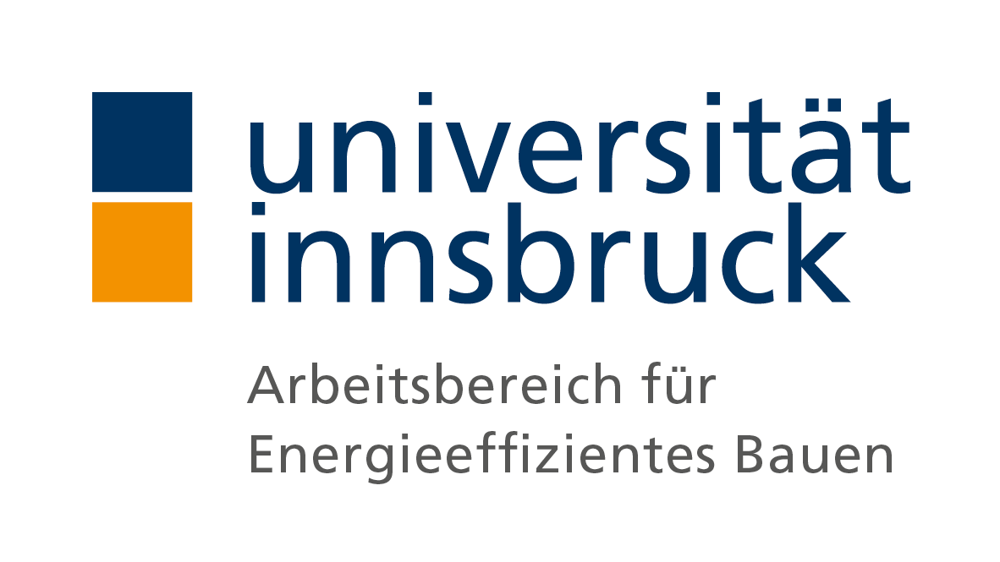 universität
innsbruck
Arbeitsbereich für
Energieeffizientes Bauen